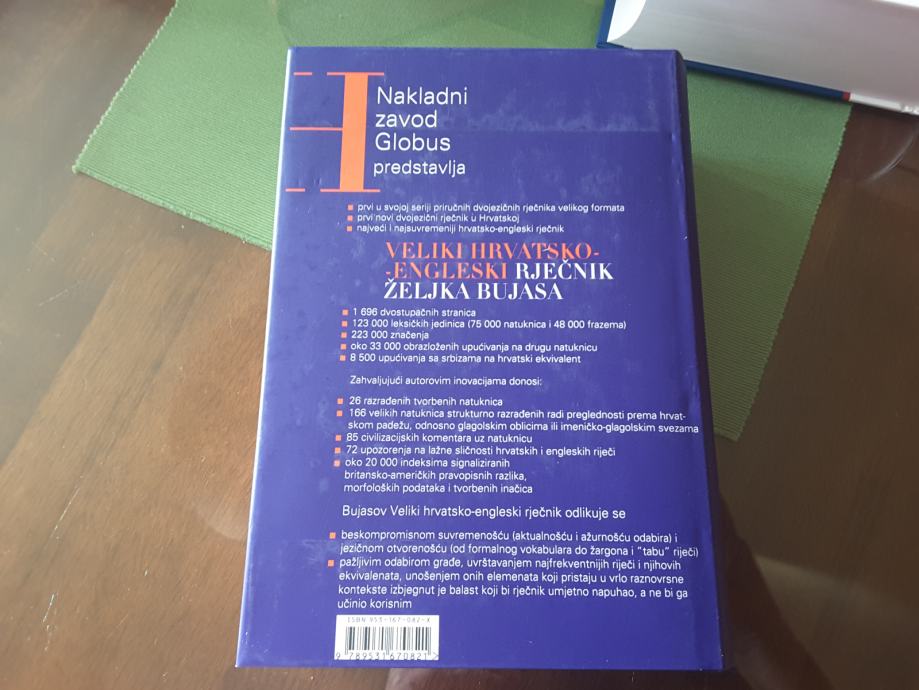 Nakladni
zavod
Globus
predstavlja
prvi u svojoj seriji priručnih dvojezičnih rječnika velikog formata
prvi novi dvojezični rječnik u Hrvatskoj
najveći i najsuvremeniji hrvatsko-engleski rječnik
VELIKI HRVATSKO-
-ENGLESKI RJEČNIK
ŽELJKA BUJASA
1 696 dvostupačnih stranica
123 000 leksičkih jedinica (75 000 natuknica i 48 000 frazema)
223 000 značenja
oko 33 000 obrazloženih upućivanja na drugu natuknicu
8 500 upućivanja sa srbizama na hrvatski ekvivalent
Zahvaljujući autorovim inovacijama donosi:
26 razrađenih tvorbenih natuknica
166 velikih natuknica strukturno razrađenih radi preglednosti prema hrvat-
skom padežu, odnosno glagolskim oblicima ili imeničko-glagolskim svezama
85 civilizacijskih komentara uz natuknicu
72 upozorenja na lažne sličnosti hrvatskih i engleskih riječi
oko 20 000 indeksima signaliziranih
britansko-američkih pravopisnih razlika,
morfoloških podataka i tvorbenih inačica
Bujasov Veliki hrvatsko-engleski rječnik odlikuje se
beskompromisnom suvremenošću (aktualnošću i ažurnošću odabira) i
jezičnom otvorenošću (od formalnog vokabulara do žargona i "tabu" riječi)
pažljivim odabirom građe, uvrštavanjem najfrekventnijih riječi i njihovih
ekvivalenata, unošenjem onih elemenata koji pristaju u vrlo raznovrsne
kontekste izbjegnut je balast koji bi rječnik umjetno napuhao, a ne bi ga
učinio korisnim
ISBN 953-167-082-X
9 789531 670821 >